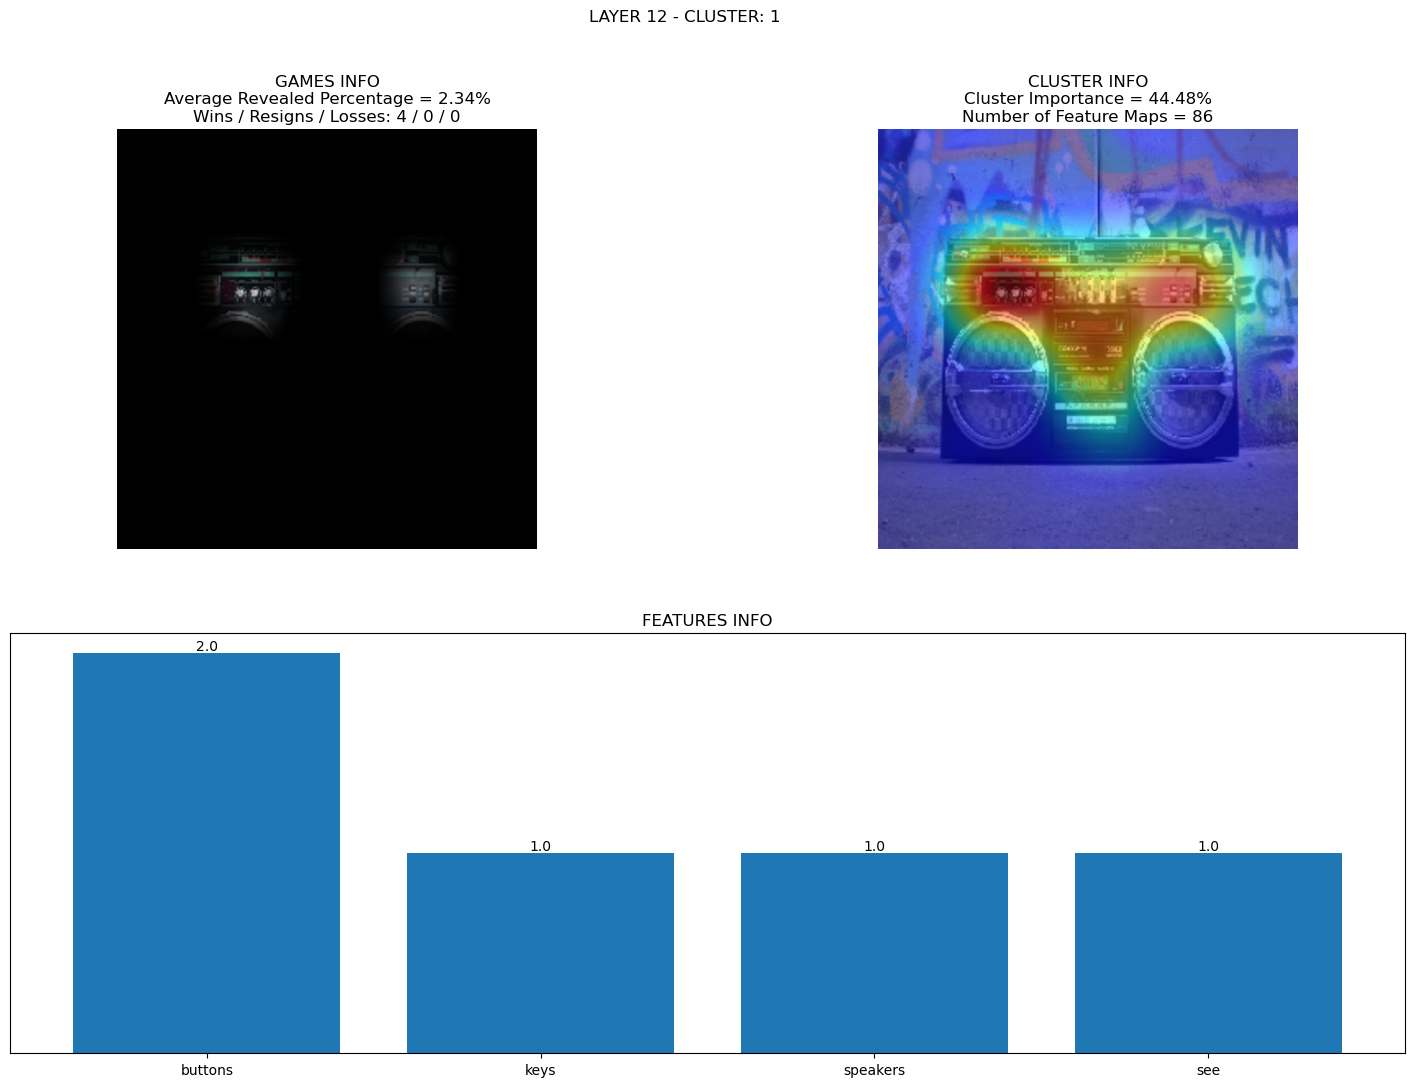 LAYER 12 - CLUSTER: 1
GAMES INFO
Average Revealed Percentage = 2.34%
Wins / Resigns / Losses: 4 / 0 / 0
CLUSTER INFO
Cluster Importance = 44.48%
Number of Feature Maps = 86
EVIN
ECH
FEATURES INFO
2.0
1.0
1.0
1.0
buttons
keys
speakers
see